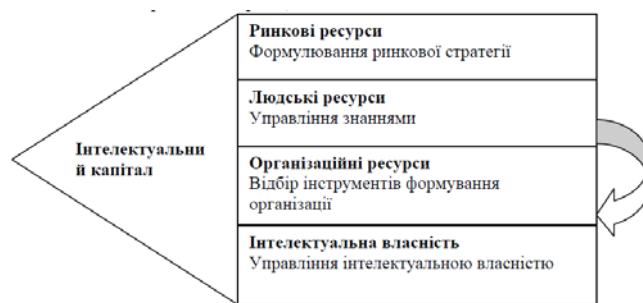 Ринкові ресурси
Формулювання ринкової стратегії
Людські ресурси
Управління знаннями
Інтелектуальни
й капітал
Організаційні ресурси
Відбір інструментів формування
організації
Інтелектуальна власність
Управління інтелектуальною власністю